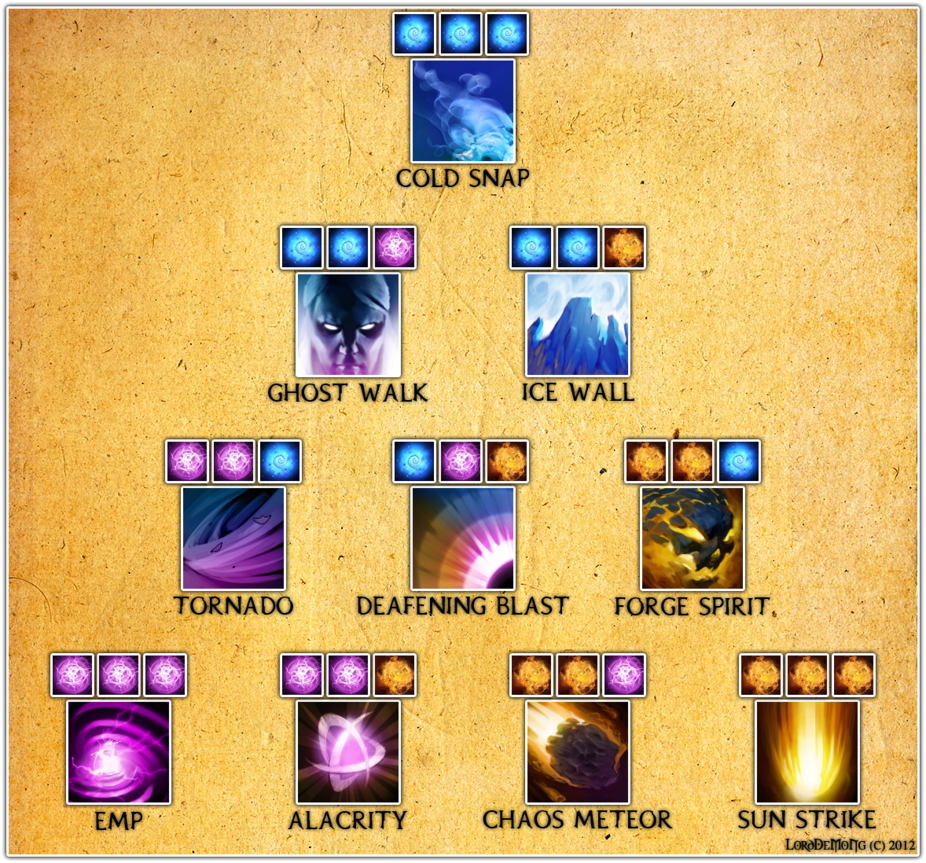 COLD SNAP
GHOST WALK
ICE WALL
TORNADO
DEAFENING BLAST
FORGE SPIRIT
EMP
ALACRITY
CHAOS METEOR
SUN STRIKE
LordDeMoNG (C) 2012